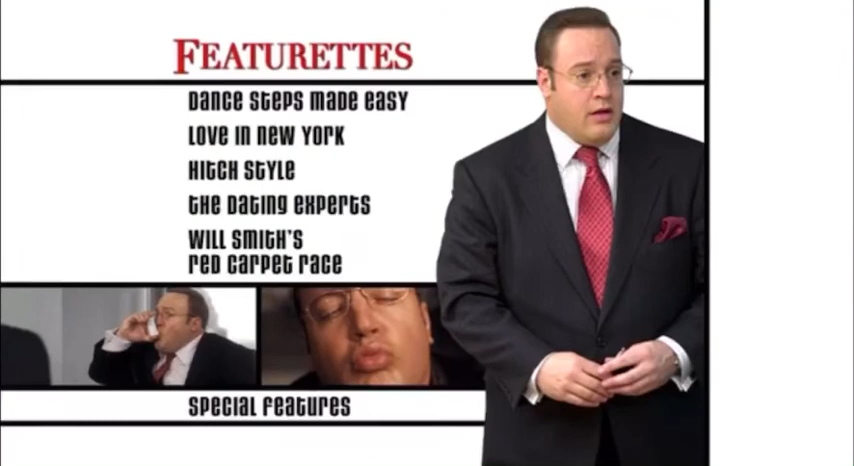 FEATURETTES
Dance Steps Made Easy
Love in New York
Hitch Style
The Dating Experts
Will Smith's
Red Carpet Race
Special Features